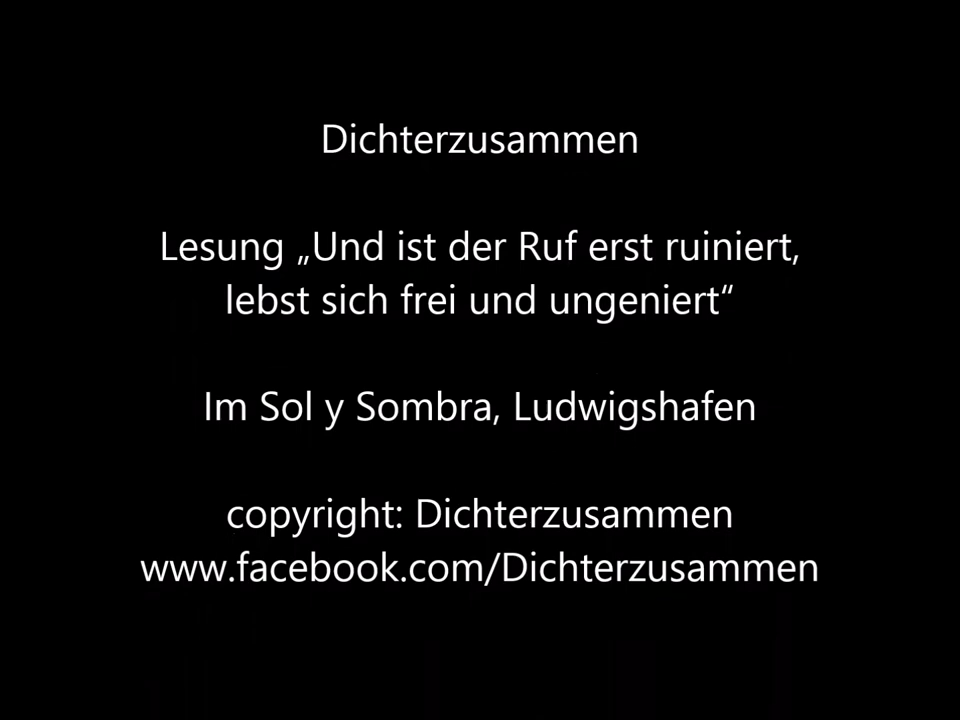 Dichterzusammen
Lesung „Und ist der Ruf erst ruiniert,
lebst sich frei und ungeniert“
Im Sol y Sombra, Ludwigshafen
copyright: Dichterzusammen
www.facebook.com/Dichterzusammen